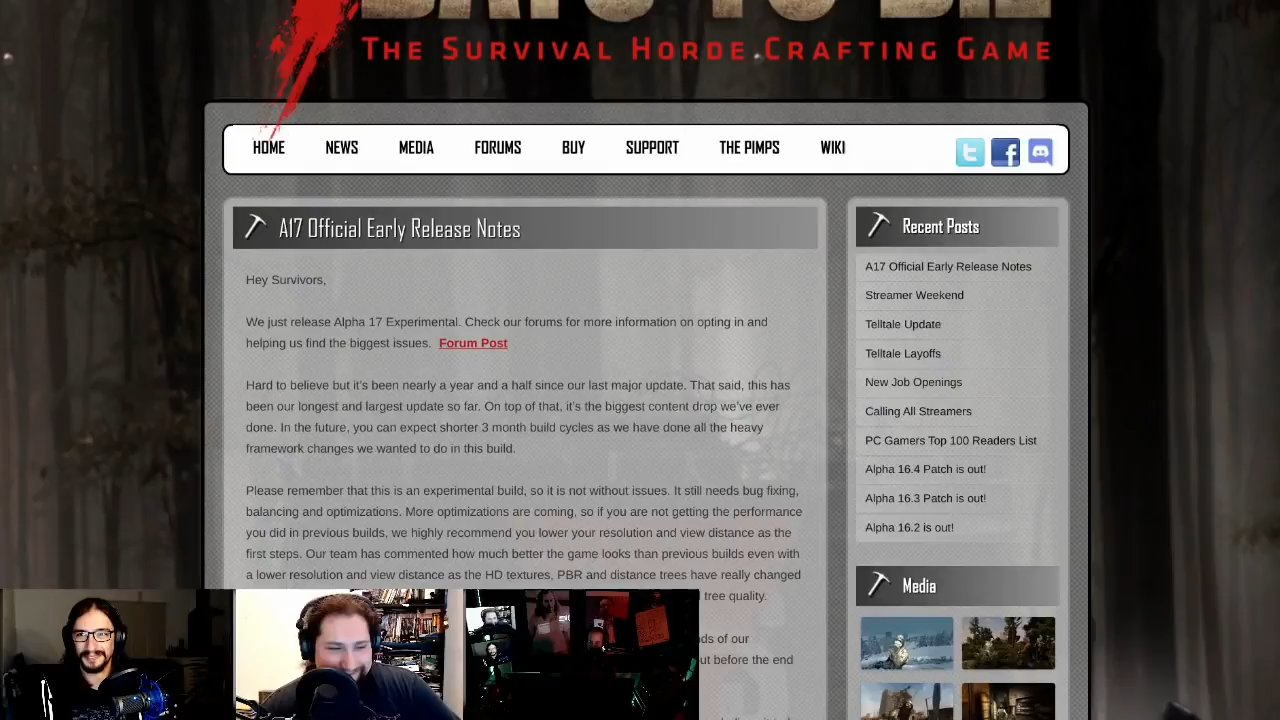 THE SURVIVAL HORDE CRAFTING GAME
HOME NEWS MEDIA FORUMS BUY SUPPORT THE PIMPS WIKI
A17 Official Early Release Notes
Hey Survivors,
We just release Alpha 17 Experimental. Check our forums for more information on opting in and
helping us find the biggest issues. Forum Post
Hard to believe but it's been nearly a year and a half since our last major update. That said, this has
been our longest and largest update so far. On top of that, it's the biggest content drop we've ever
done. In the future, you can expect shorter 3 month build cycles as we have done all the heavy
framework changes we wanted to do in this build.
Please remember that this is an experimental build, so it is not without issues. It still needs bug fixing,
balancing and optimizations. More optimizations are coming, so if you are not getting the performance
you did in previous builds, we highly recommend you lower your resolution and view distance as the
first steps. Our team has commented how much better the game looks than previous builds even with
a lower resolution and view distance as the HD textures, PBR and distance trees have really changed
tree quality.
of our
before the end
Recent Posts
A17 Official Early Release Notes
Streamer Weekend
Telltale Update
Telltale Layoffs
New Job Openings
Calling All Streamers
PC Gamers Top 100 Readers List
Alpha 16.4 Patch is out!
Alpha 16.3 Patch is out!
Alpha 16.2 is out!
Media